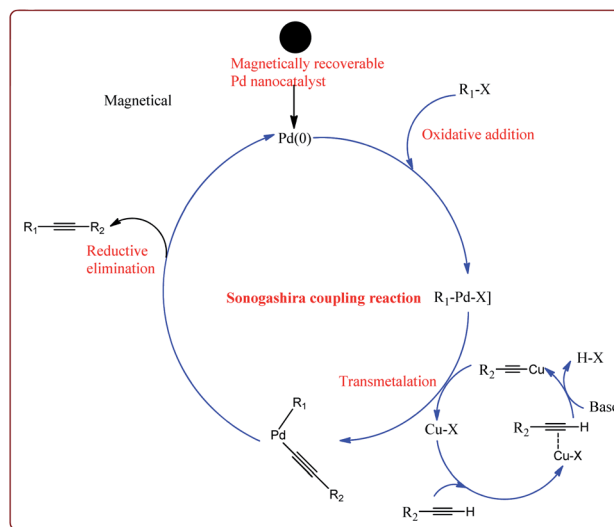 Magnetically recoverable
Pd nanocatalyst
Magnetical
R₁-X
Pd(0)
Oxidative addition
R₁ R₂
Reductive
elimination
Sonogashira coupling reaction
R₁-Pd-X]
H-X
Transmetalation
R₂ Cu
Base
R₁
Cu-X
R₂ H
Pd
Cu-X
R₂
R₂ H